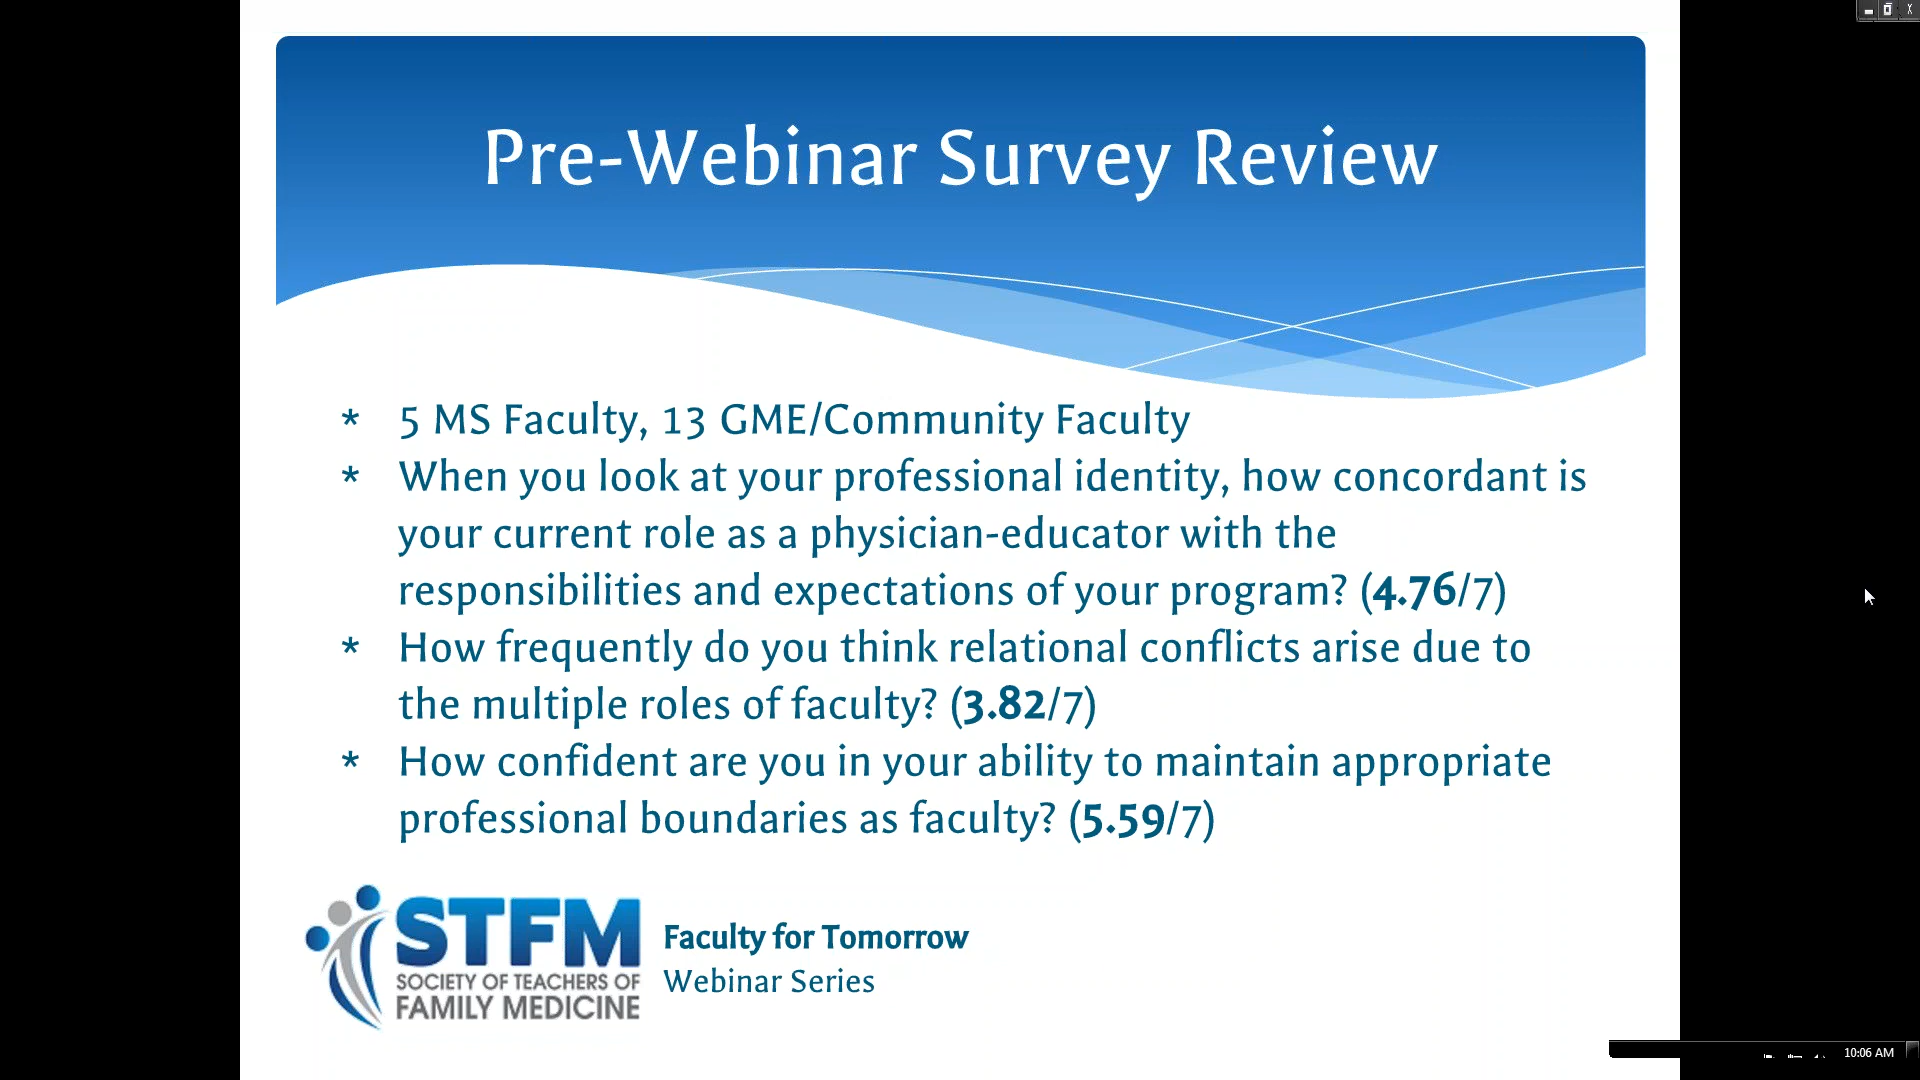 Pre-Webinar Survey Review
* 5 MS Faculty, 13 GME/Community Faculty
* When you look at your professional identity, how concordant is
your current role as a physician-educator with the
responsibilities and expectations of your program? (4.76/7)
* How frequently do you think relational conflicts arise due to
the multiple roles of faculty? (3.82/7)
* How confident are you in your ability to maintain appropriate
professional boundaries as faculty? (5.59/7)
STFM
SOCIETY OF TEACHERS OF
FAMILY MEDICINE
Faculty for Tomorrow
Webinar Series
10:06 AM